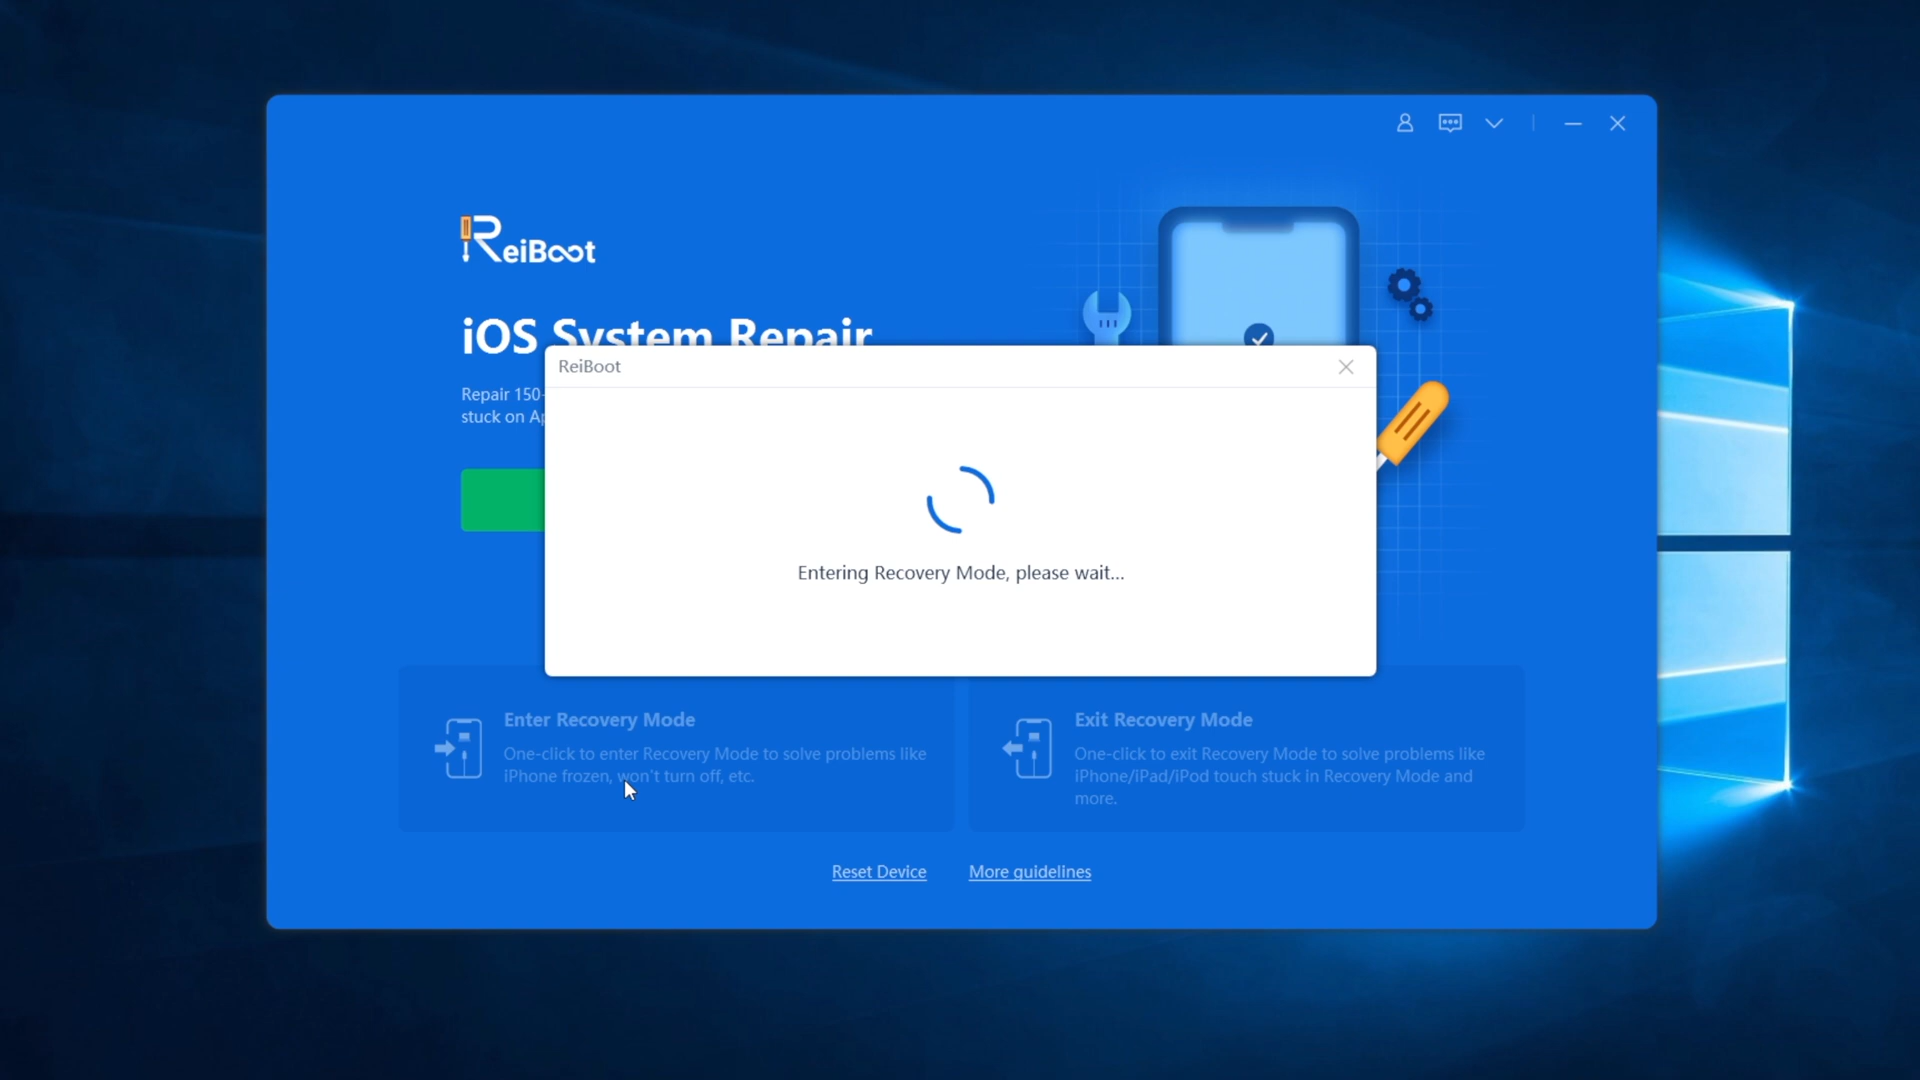 ReiBoot
iOS System Repair
Repair 150
stuck on
ReiBoot
Entering Recovery Mode, please wait...
Enter Recovery Mode
One-click to enter Recovery Mode to solve problems like
iPhone frozen, won't turn off, etc.
Exit Recovery Mode
One-click to exit Recovery Mode to solve problems like
iPhone/iPad/iPod touch stuck in Recovery Mode and
more.
Reset Device
More guidelines